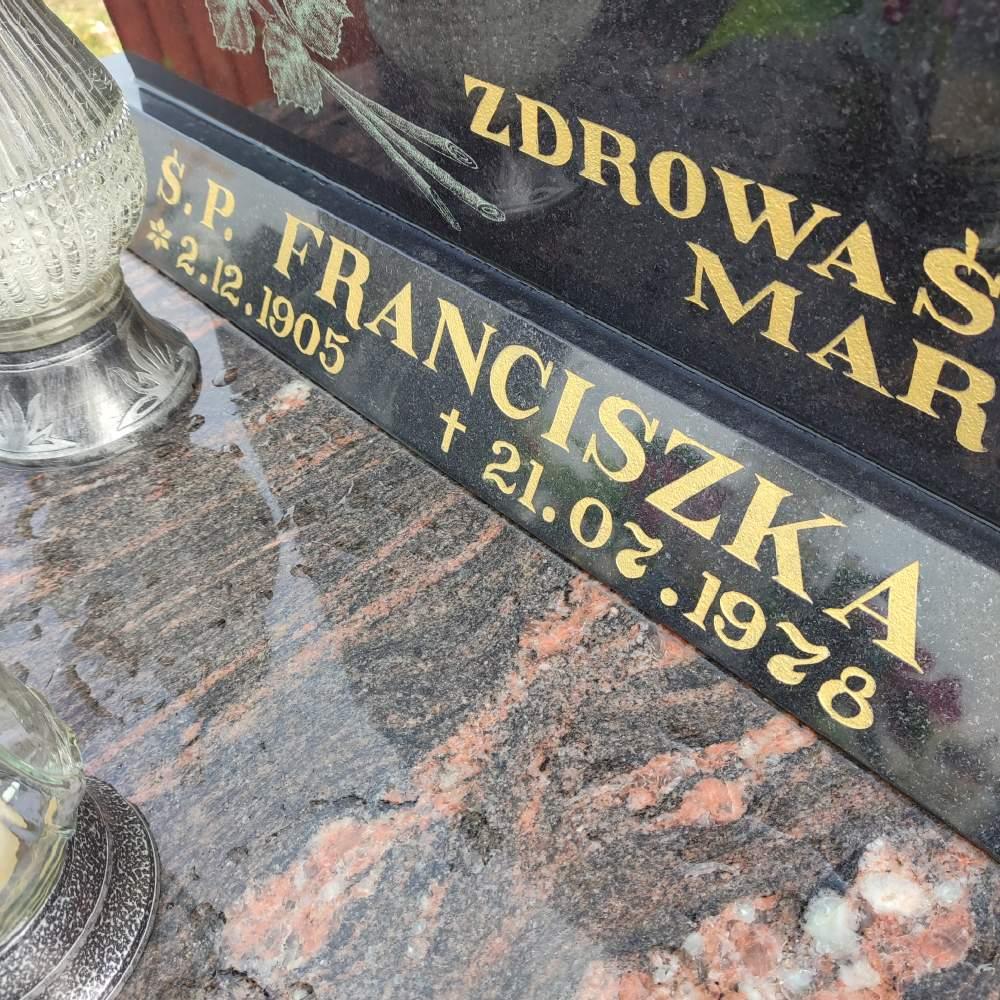 ZDROWAŚ
MAR
Ś.P. FRANCISZKA
* 2.12.1905 † 21.07.1978